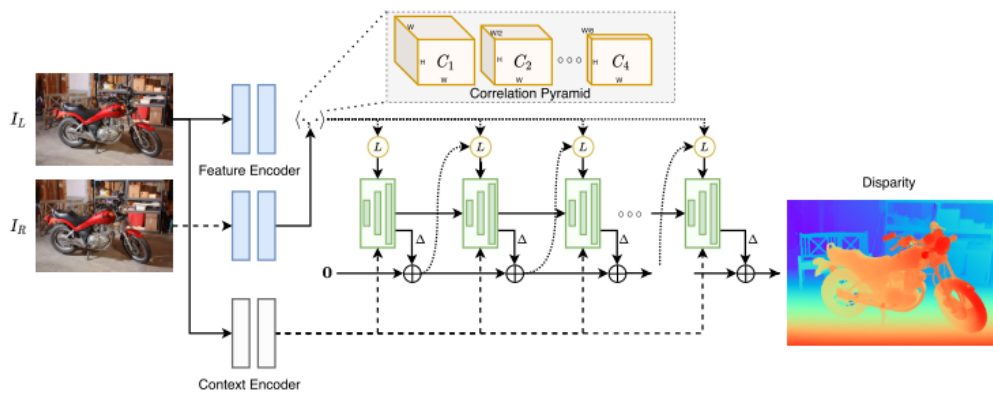 W
H
C₁
W
W/2
H
C₂
W
W/8
H
C₄
W
Correlation Pyramid
I_L
⟨·,·⟩
Feature Encoder
L
L
L
L
Disparity
I_R
Δ
Δ
Δ
Δ
0
Context Encoder